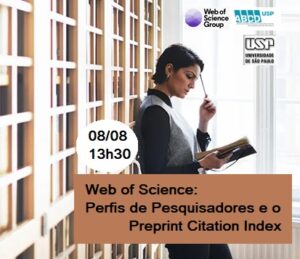 Web of
Science
Group
ABCD USP
USP
UNIVERSIDADE
DE SÃO PAULO
08/08
13h30
Web of Science:
Perfis de Pesquisadores e o
Preprint Citation Index